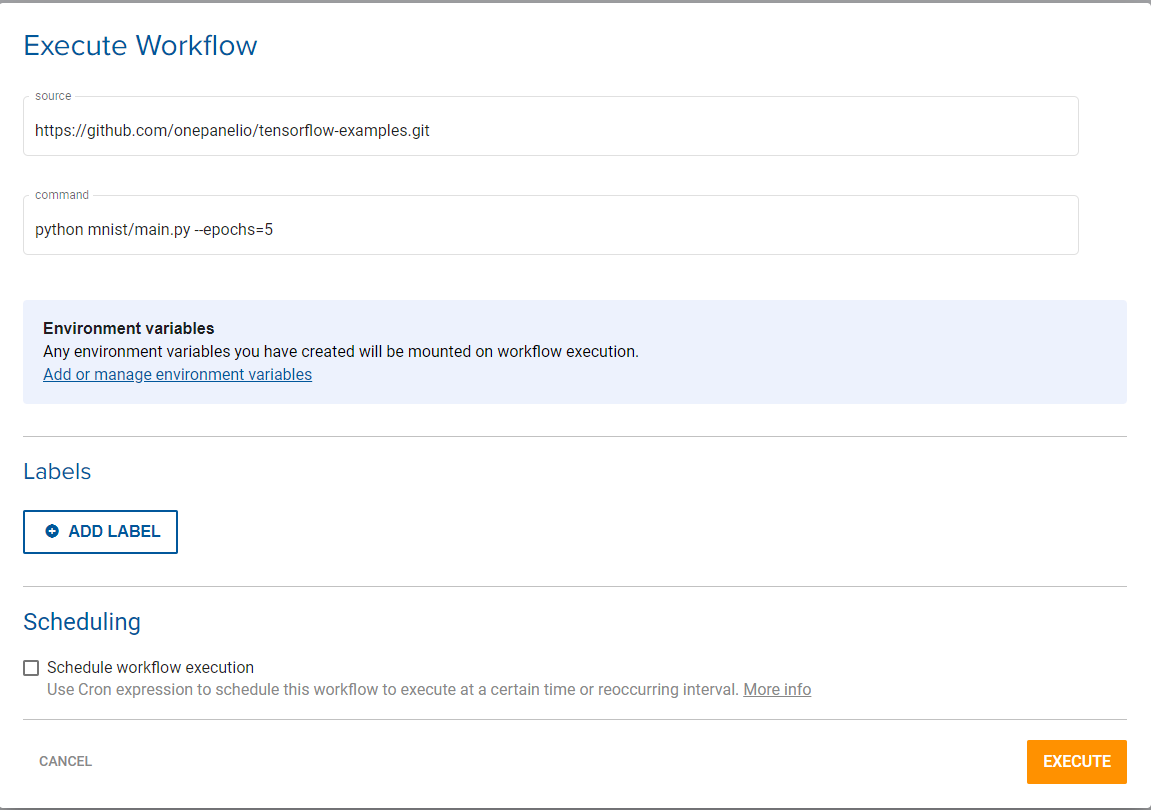 Execute Workflow
source
https://github.com/onepanelio/tensorflow-examples.git
command
python mnist/main.py --epochs=5
Environment variables
Any environment variables you have created will be mounted on workflow execution.
Add or manage environment variables
Labels
ADD LABEL
Scheduling
Schedule workflow execution
Use Cron expression to schedule this workflow to execute at a certain time or reoccurring interval. More info
CANCEL
EXECUTE